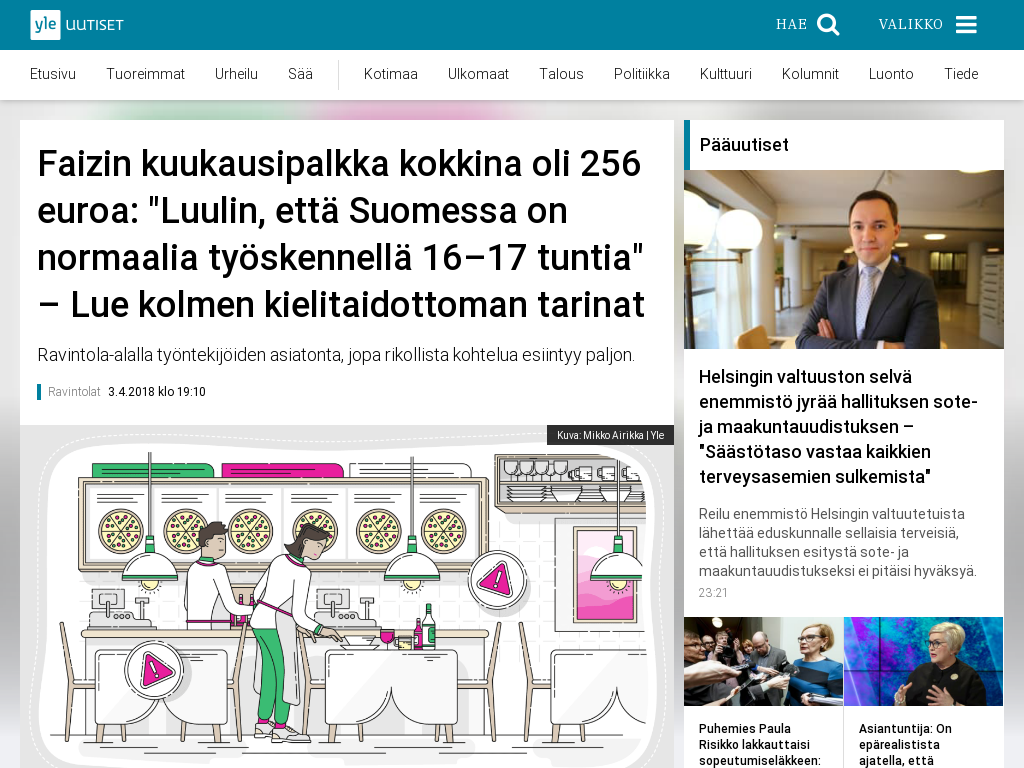 yle UUTISET
HAE
VALIKKO
Etusivu Tuoreimmat Urheilu Sää Kotimaa Ulkomaat Talous Politiikka Kulttuuri Kolumnit Luonto Tiede
Faizin kuukausipalkka kokkina oli 256
euroa: "Luulin, että Suomessa on
normaalia työskennellä 16–17 tuntia"
– Lue kolmen kielitaidottoman tarinat
Ravintola-alalla työntekijöiden asiatonta, jopa rikollista kohtelua esiintyy paljon.
Ravintolat 3.4.2018 klo 19:10
Kuva: Mikko Airikka | Yle
Pääuutiset
Helsingin valtuuston selvä
enemmistö jyrää hallituksen sote-
ja maakuntauudistuksen –
"Säästötaso vastaa kaikkien
terveysasemien sulkemista"
Reilu enemmistö Helsingin valtuutetuista
lähettää eduskunnalle sellaisia terveisiä,
että hallituksen esitystä sote- ja
maakuntauudistukseksi ei pitäisi hyväksyä.
23:21
Puhemies Paula
Risikko lakkauttaisi
sopeutumiseläkkeen:
Asiantuntija: On
epärealistista
ajatella, että